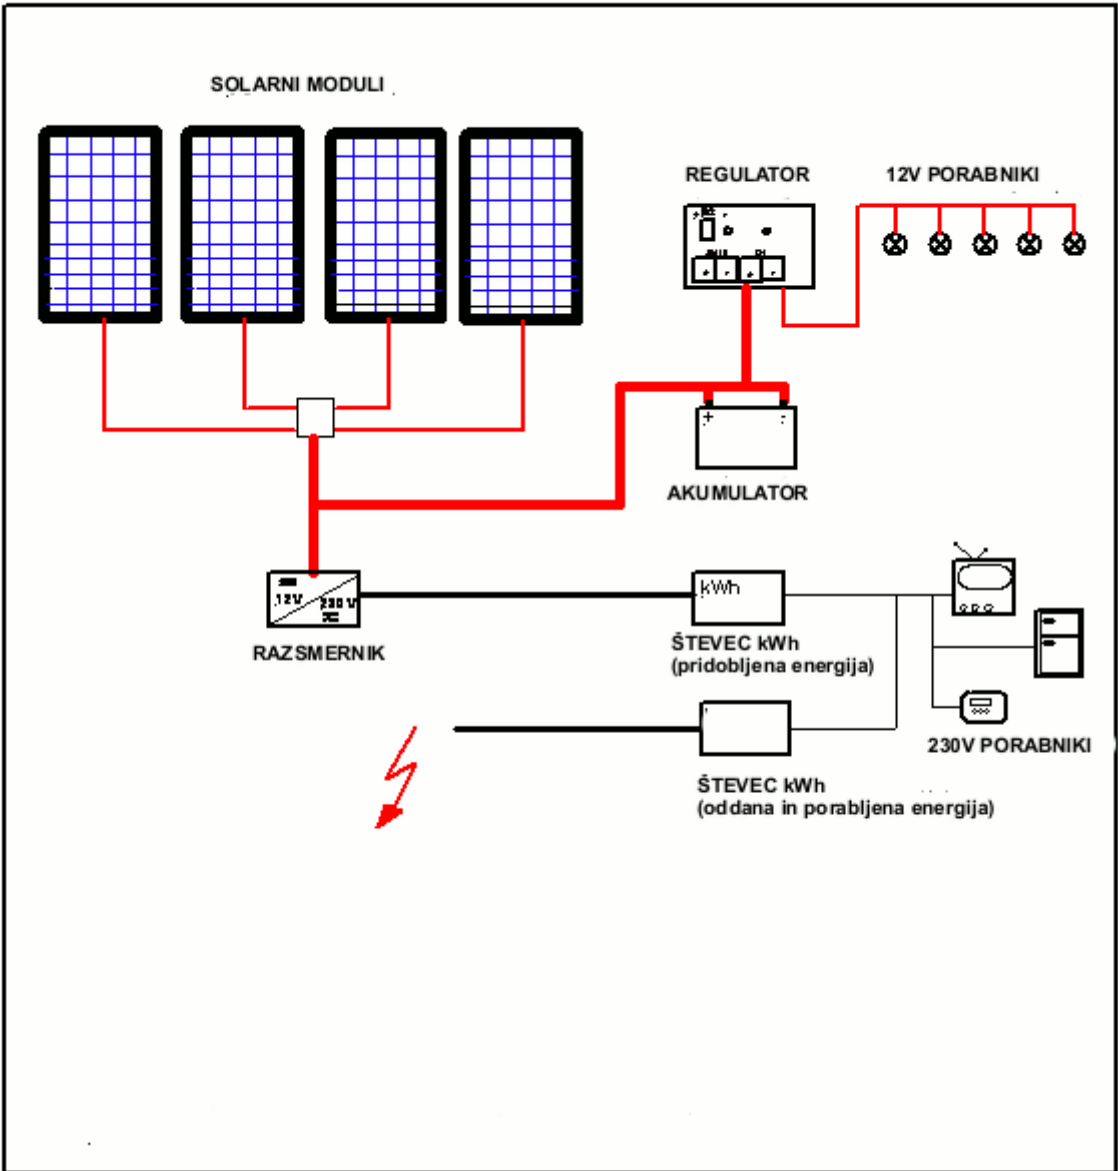 SOLARNI MODULI
REGULATOR
12V PORABNIKI
+
-
AKUMULATOR
12V
230 V
RAZSMERNIK
kWh
ŠTEVEC kWh
(pridobljena energija)
230V PORABNIKI
ŠTEVEC kWh
(oddana in porabljena energija)